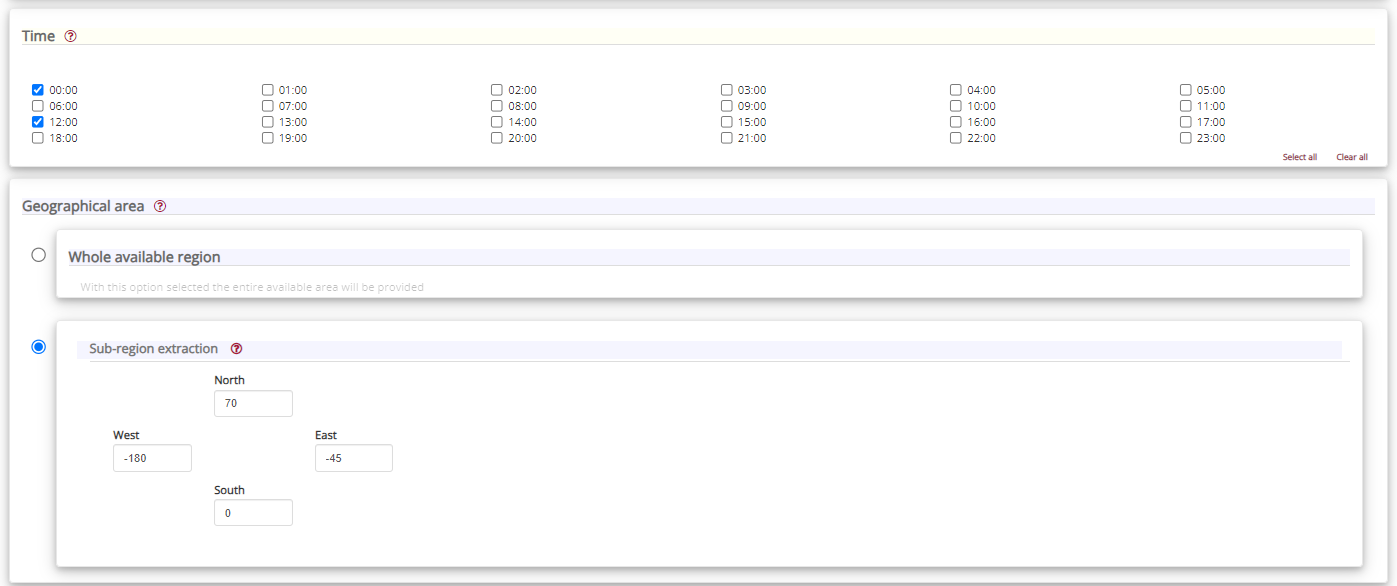 Time ?
00:00 01:00 02:00 03:00 04:00 05:00
06:00 07:00 08:00 09:00 10:00 11:00
12:00 13:00 14:00 15:00 16:00 17:00
18:00 19:00 20:00 21:00 22:00 23:00
Select all Clear all
Geographical area ?
Whole available region
With this option selected the entire available area will be provided
Sub-region extraction ?
North
70
West East
-180 -45
South
0